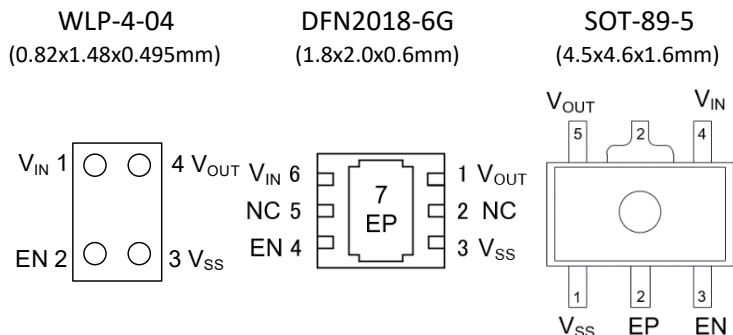 WLP-4-04 DFN2018-6G SOT-89-5
(0.82x1.48x0.495mm) (1.8x2.0x0.6mm) (4.5x4.6x1.6mm)
VOUT VIN
5 2 4
VIN 1 4 VOUT VIN 6 7 1 VOUT
NC 5 EP 2 NC
EN 2 3 VSS EN 4 3 VSS
1 2 3
VSS EP EN